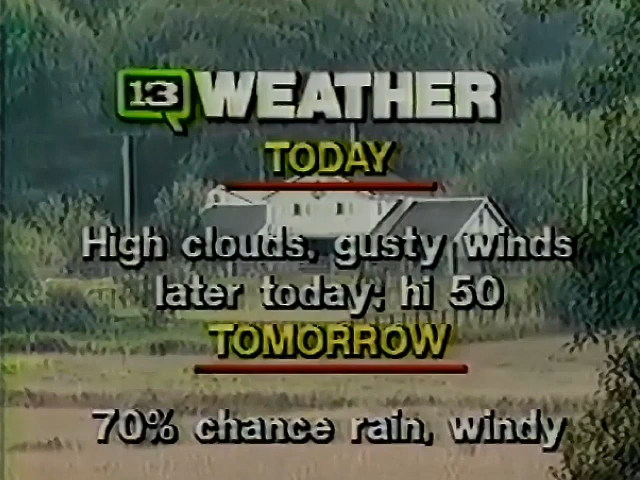 13 WEATHER
TODAY
High clouds, gusty winds
later today; hi 50
TOMORROW
70% chance rain, windy